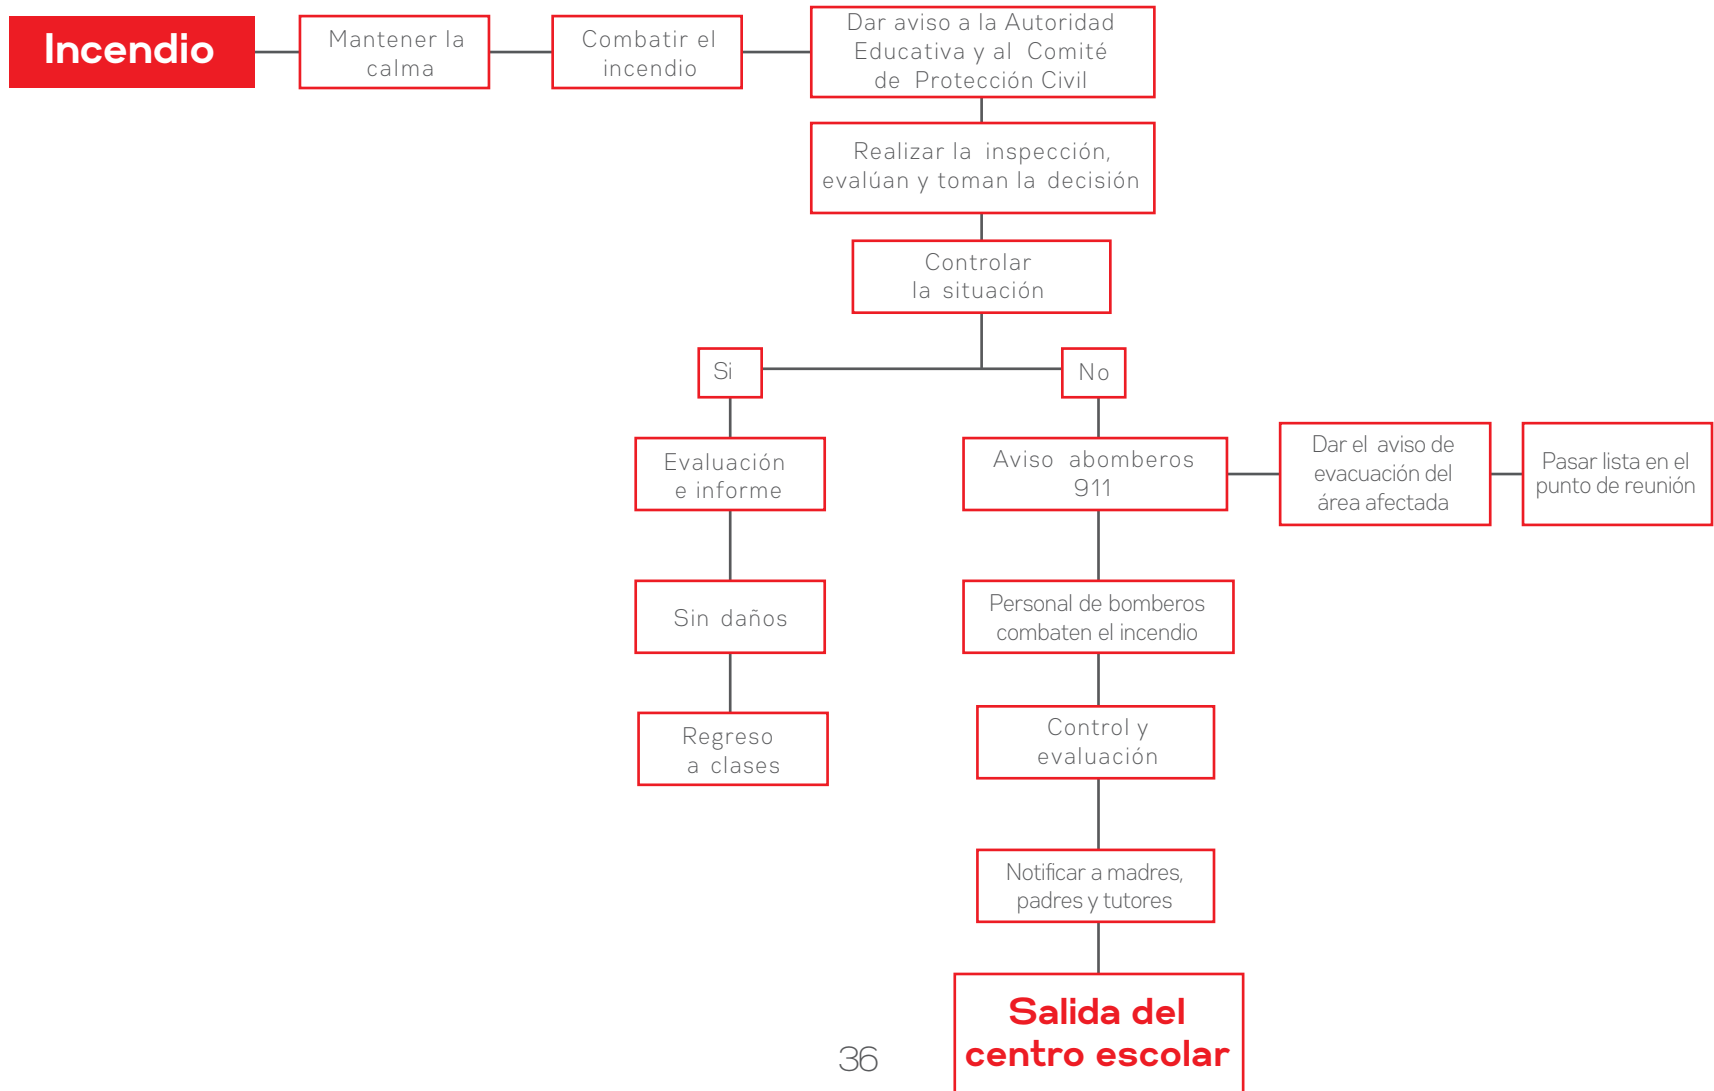 Incendio
Mantener la
calma
Combatir el
incendio
Dar aviso a la Autoridad
Educativa y al Comité
de Protección Civil
Realizar la inspección,
evalúan y toman la decisión
Controlar
la situación
Si
No
Evaluación
e informe
Sin daños
Regreso
a clases
Aviso abomberos
911
Dar el aviso de
evacuación del
área afectada
Pasar lista en el
punto de reunión
Personal de bomberos
combaten el incendio
Control y
evaluación
Notificar a madres,
padres y tutores
Salida del
centro escolar
36